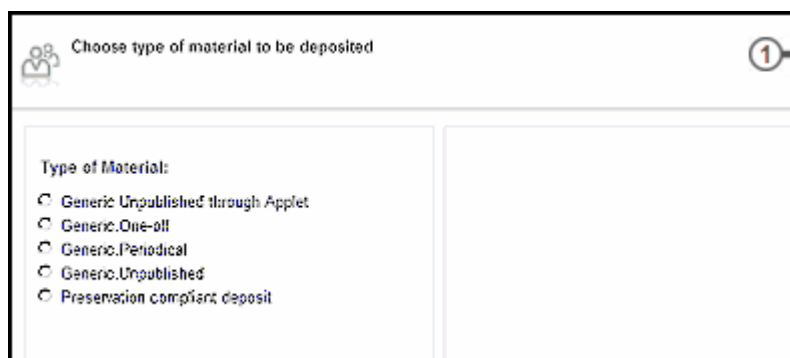 Choose type of material to be deposited
1
Type of Material:
Generic Unpublished through Applet
Generic.One-off
Generic.Periodical
Generic.Unpublished
Preservation compliant deposit